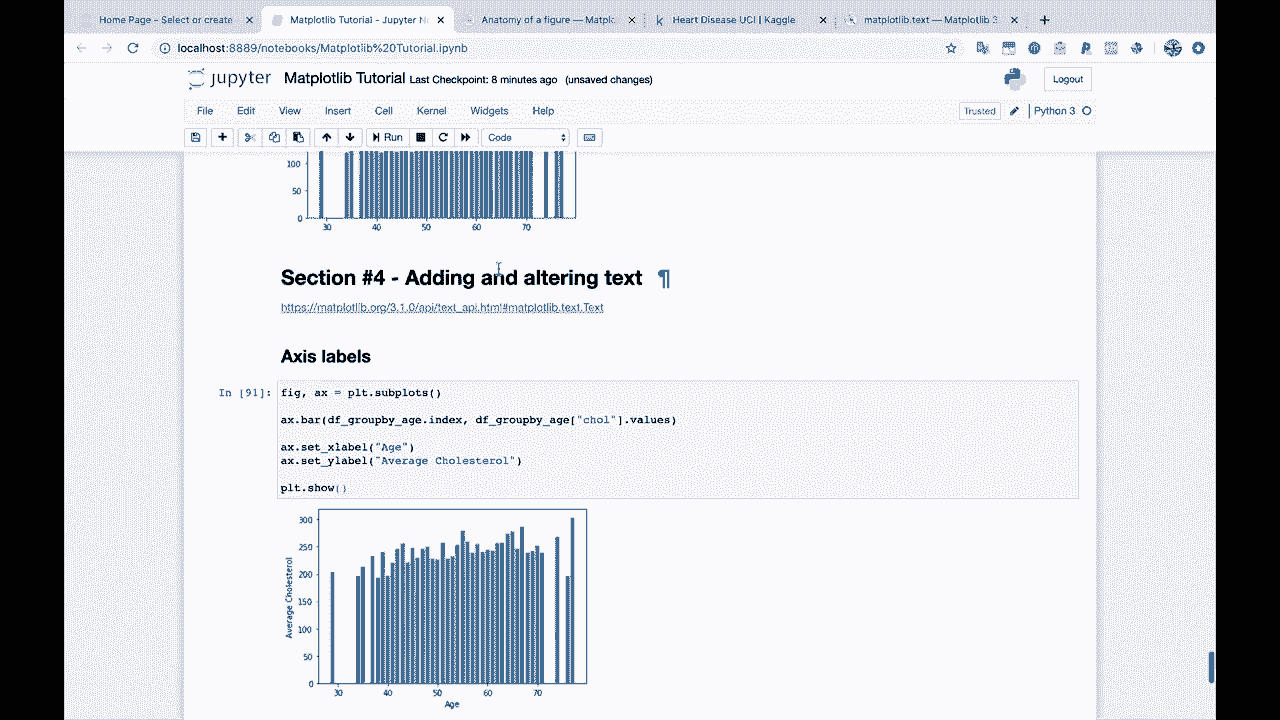 Home Page - Select or create
Matplotlib Tutorial - Jupyter N
Anatomy of a figure — Matplo
Heart Disease UCI | Kaggle
matplotlib.text — Matplotlib 3
localhost:8889/notebooks/Matplotlib%20Tutorial.ipynb
jupyter Matplotlib Tutorial Last Checkpoint: 8 minutes ago (unsaved changes)
Logout
File Edit View Insert Cell Kernel Widgets Help
Trusted
Python 3
Run
Code
100
50
0
30 40 50 60 70
Section #4 - Adding and altering text ¶
https://matplotlib.org/3.1.0/api/text_api.html#matplotlib.text.Text
Axis labels
In [91]: fig, ax = plt.subplots()
ax.bar(df_groupby_age.index, df_groupby_age["chol"].values)
ax.set_xlabel("Age")
ax.set_ylabel("Average Cholesterol")
plt.show()
300
250
200
150
100
50
0
Average Cholesterol
30 40 50 60 70
Age